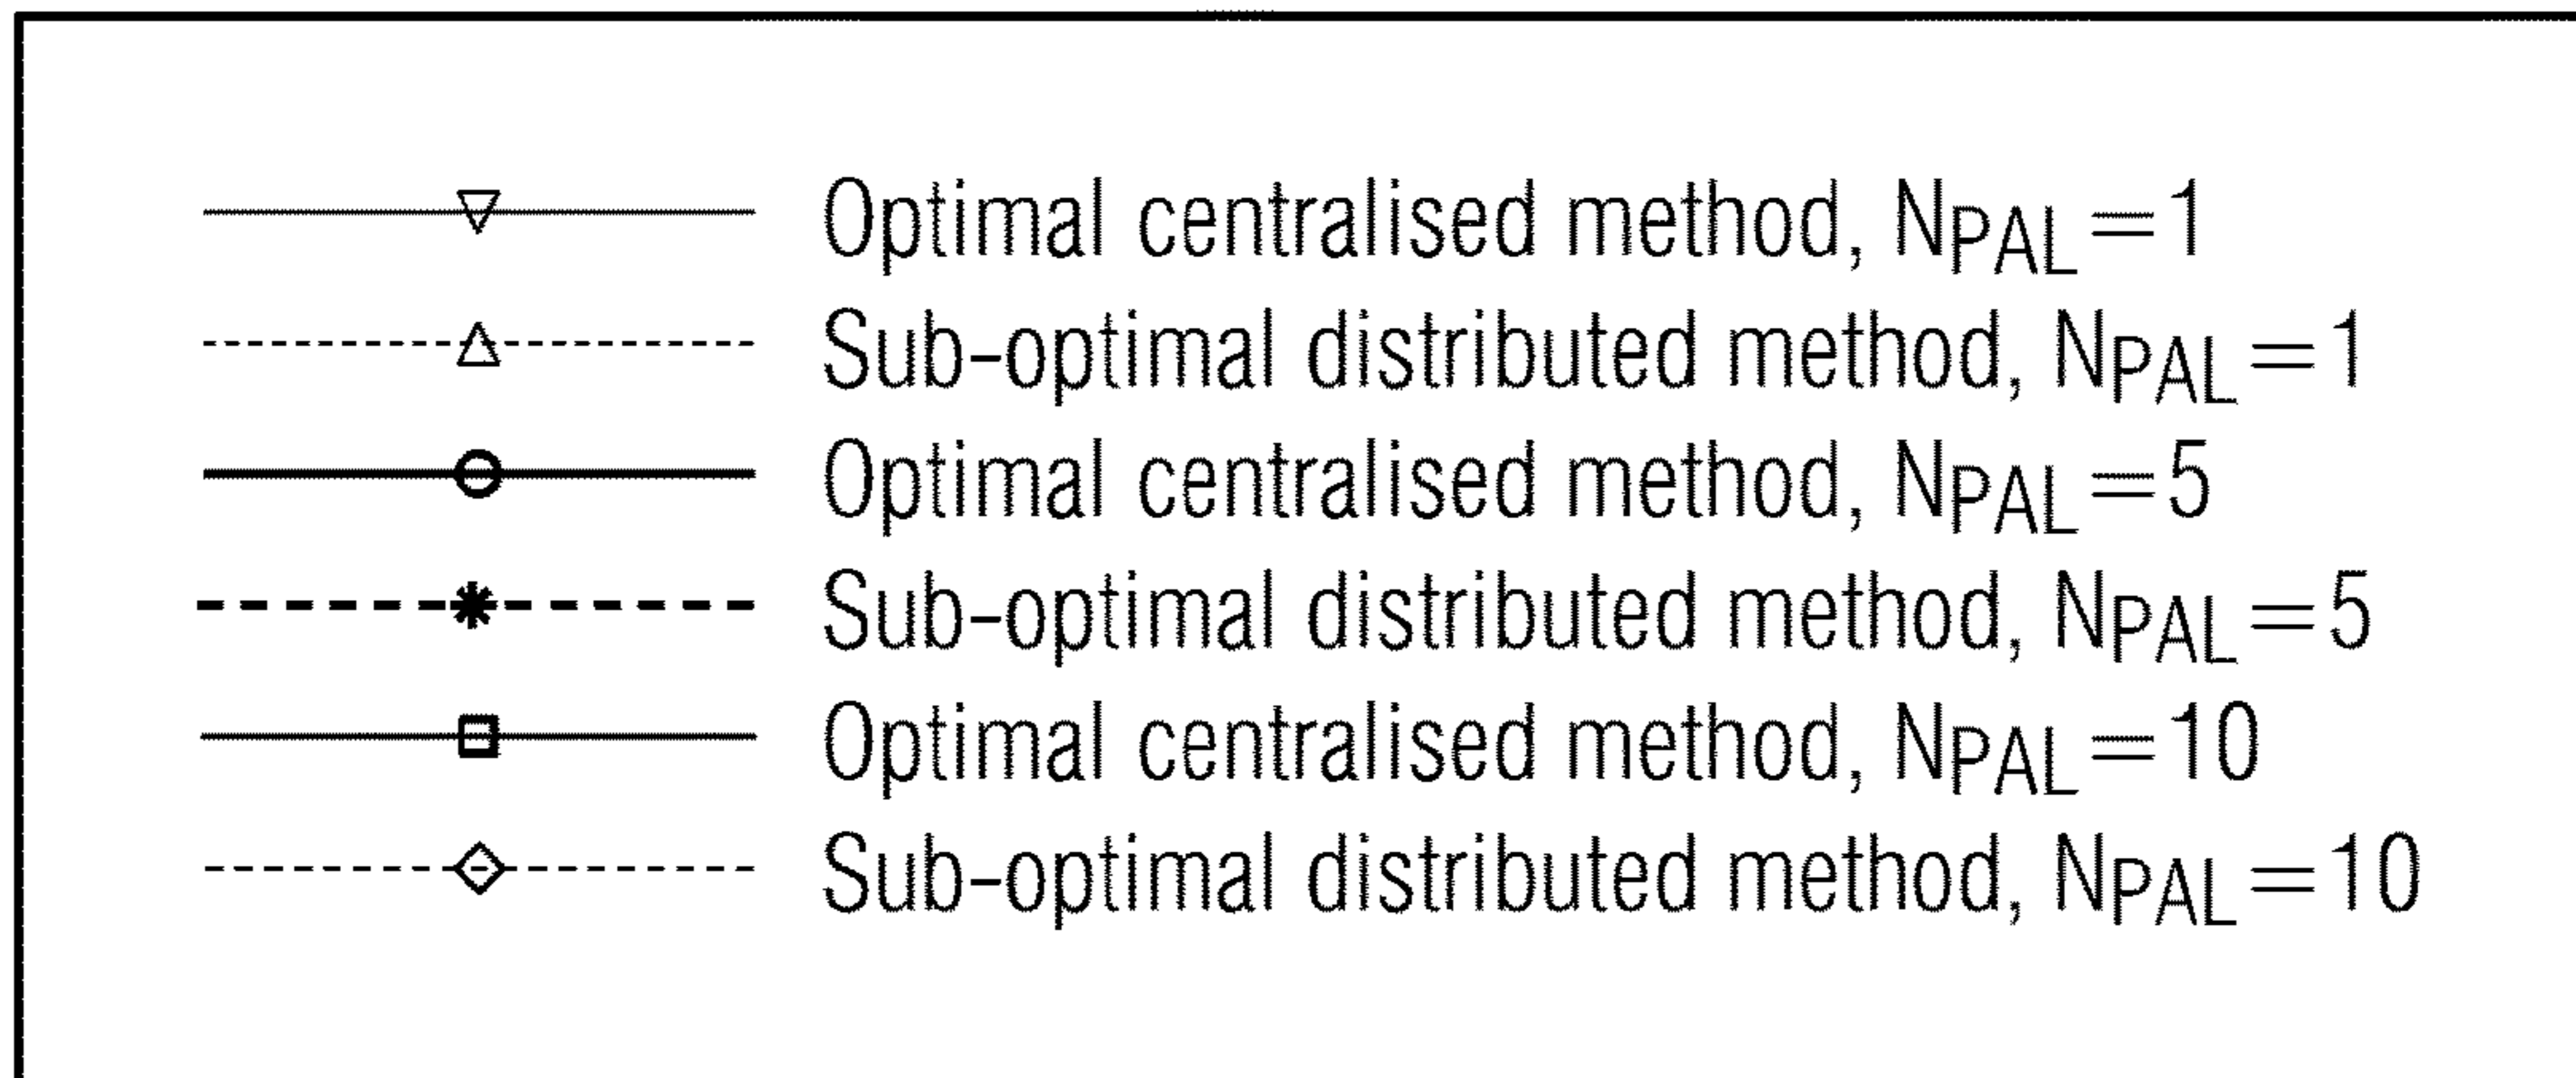 Optimal centralised method, NPAL=1
Sub-optimal distributed method, NPAL=1
Optimal centralised method, NPAL=5
Sub-optimal distributed method, NPAL=5
Optimal centralised method, NPAL=10
Sub-optimal distributed method, NPAL=10